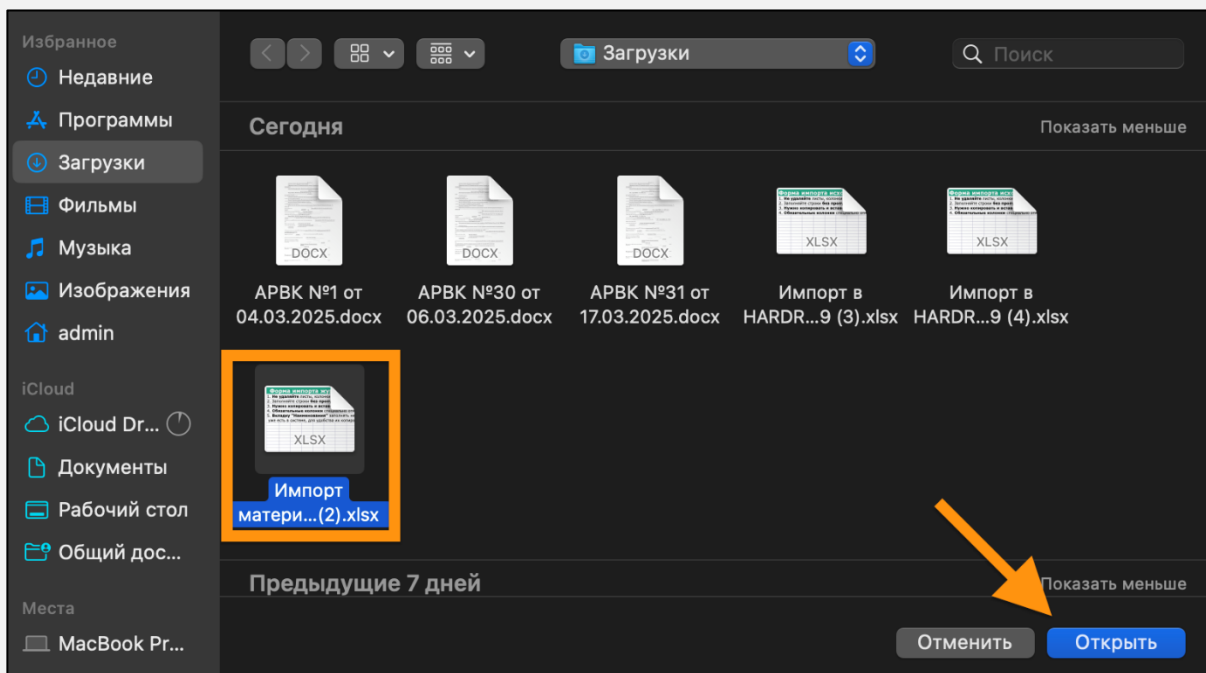 Избранное
Недавние
Программы
Загрузки
Фильмы
Музыка
Изображения
admin
iCloud
iCloud Dr...
Документы
Рабочий стол
Общий дос...
Места
MacBook Pr...
Загрузки
Поиск
Сегодня
Показать меньше
DOCX
DOCX
DOCX
XLSX
XLSX
АРВК №1 от
04.03.2025.docx
АРВК №30 от
06.03.2025.docx
АРВК №31 от
17.03.2025.docx
Импорт в
HARDR...9 (3).xlsx
Импорт в
HARDR...9 (4).xlsx
XLSX
Импорт
матери...(2).xlsx
Предыдущие 7 дней
Показать меньше
Отменить
Открыть